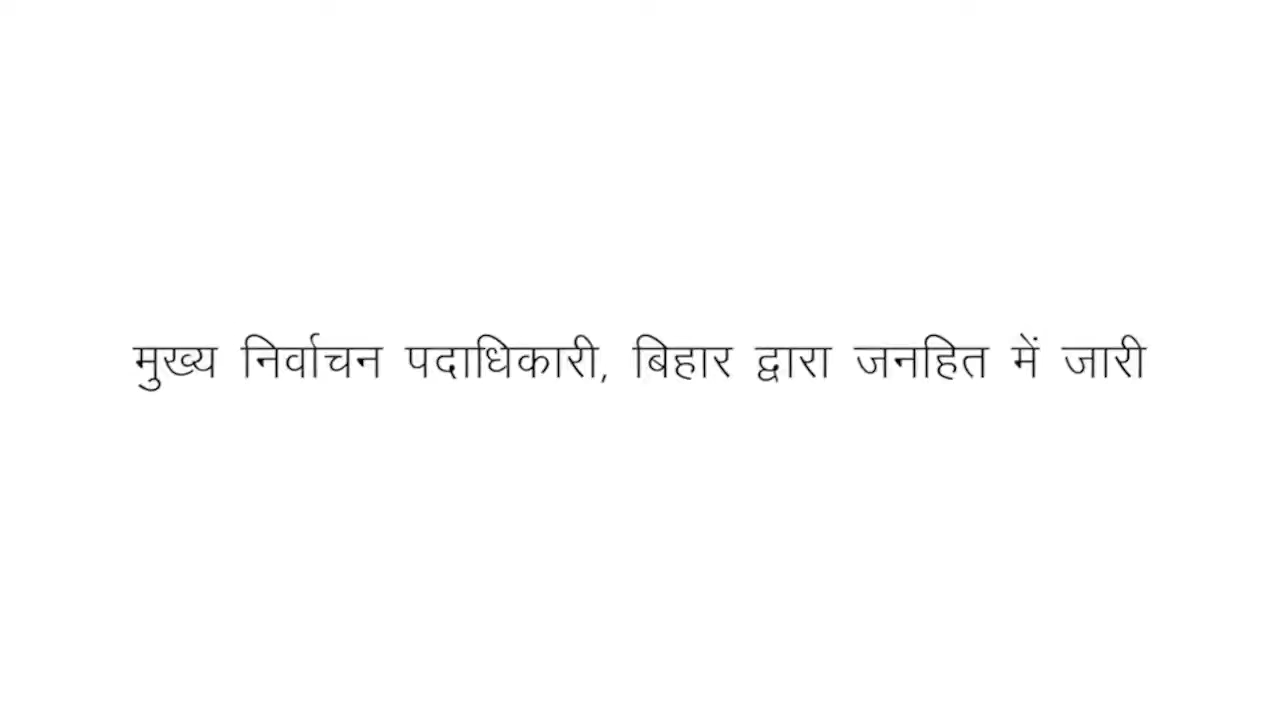 मुख्य निर्वाचन पदाधिकारी, बिहार द्वारा जनहित में जारी